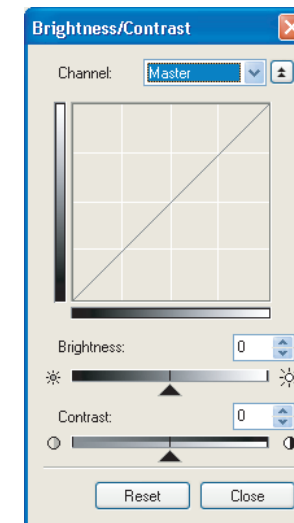 Brightness/Contrast
Channel: Master
Brightness: 0
Contrast: 0
Reset Close